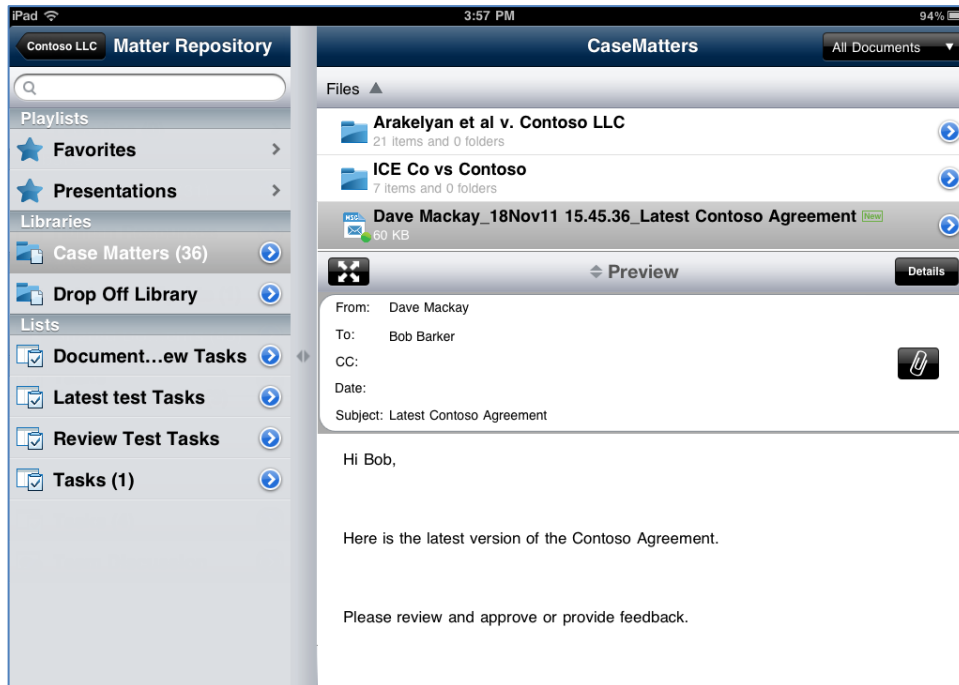 iPad 3:57 PM 94%
Contoso LLC Matter Repository
CaseMatters All Documents
Playlists
Favorites
Presentations
Libraries
Case Matters (36)
Drop Off Library
Lists
Document...ew Tasks
Latest test Tasks
Review Test Tasks
Tasks (1)
Files
Arakelyan et al v. Contoso LLC
21 items and 0 folders
ICE Co vs Contoso
7 items and 0 folders
MSG
Dave Mackay_18Nov11 15.45.36_Latest Contoso Agreement New
60 KB
Preview Details
From: Dave Mackay
To: Bob Barker
CC:
Date:
Subject: Latest Contoso Agreement
Hi Bob,
Here is the latest version of the Contoso Agreement.
Please review and approve or provide feedback.